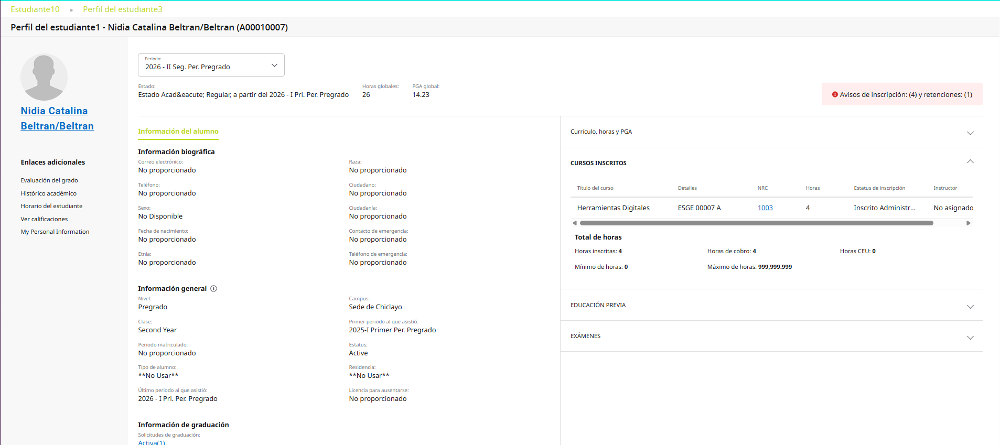 Estudiante10 • Perfil del estudiante3
Perfil del estudiante1 - Nidia Catalina Beltran/Beltran (A00010007)
Nidia Catalina
Beltran/Beltran
Enlaces adicionales
Evaluación del grado
Histórico académico
Horario del estudiante
Ver calificaciones
My Personal Information
Periodo:
2026 - II Seg. Per. Pregrado
Estado: Horas globales: PGA global:
Estado Acad&eacute; Regular, a partir del 2026 - I Pri. Per. Pregrado 26 14.23
Avisos de inscripción: (4) y retenciones: (1)
Información del alumno
Información biográfica
Correo electrónico: Raza:
No proporcionado No proporcionado
Teléfono: Ciudadano:
No proporcionado No proporcionado
Sexo: Ciudadanía:
No Disponible No proporcionado
Fecha de nacimiento: Contacto de emergencia:
No proporcionado No proporcionado
Etnia: Teléfono de emergencia:
No proporcionado No proporcionado
Información general
Nivel: Campus:
Pregrado Sede de Chiclayo
Clase: Primer periodo al que asistió:
Second Year 2025-I Primer Per. Pregrado
Periodo matriculado: Estatus:
No proporcionado Active
Tipo de alumno: Residencia:
**No Usar** **No Usar**
Último periodo al que asistió: Licencia para ausentarse:
2026 - I Pri. Per. Pregrado No proporcionado
Información de graduación
Solicitudes de graduación:
Activa(1)
Currículo, horas y PGA
CURSOS INSCRITOS
Título del curso Detalles NRC Horas Estatus de inscripción Instructor
Herramientas Digitales ESGE 00007 A 1003 4 Inscrito Administr... No asignado
Total de horas
Horas inscritas: 4 Horas de cobro: 4 Horas CEU: 0
Mínimo de horas: 0 Máximo de horas: 999,999.999
EDUCACIÓN PREVIA
EXÁMENES